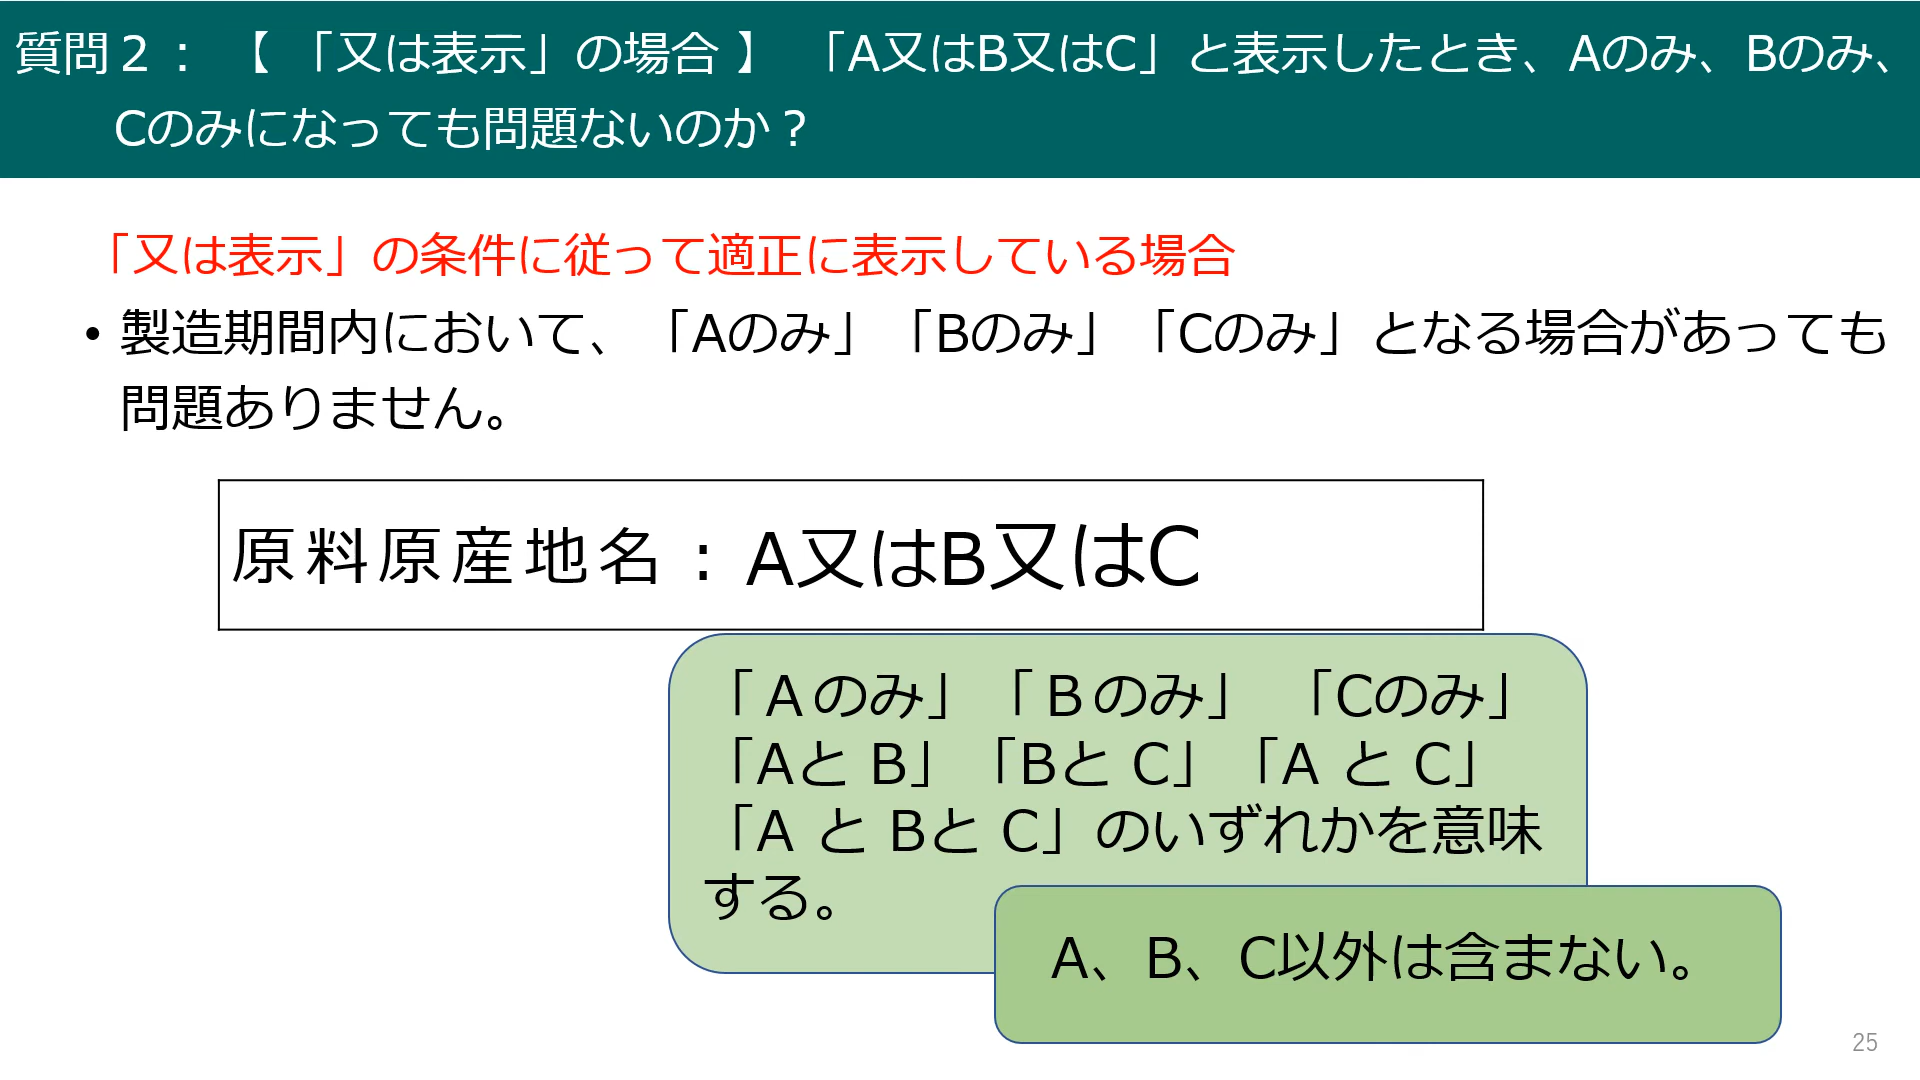 質問２： 【「又は表示」の場合 】 「A又はB又はC」と表示したとき、Aのみ、Bのみ、
Cのみになっても問題ないのか？
「又は表示」の条件に従って適正に表示している場合
• 製造期間内において、「Aのみ」「Bのみ」「Cのみ」となる場合があっても
問題ありません。
原料原産地名：A又はB又はC
「Ａのみ」「Ｂのみ」 「Cのみ」
「Aと B」「Bと C」「A と C」
「A と Bと C」のいずれかを意味
する。
A、B、C以外は含まない。
25